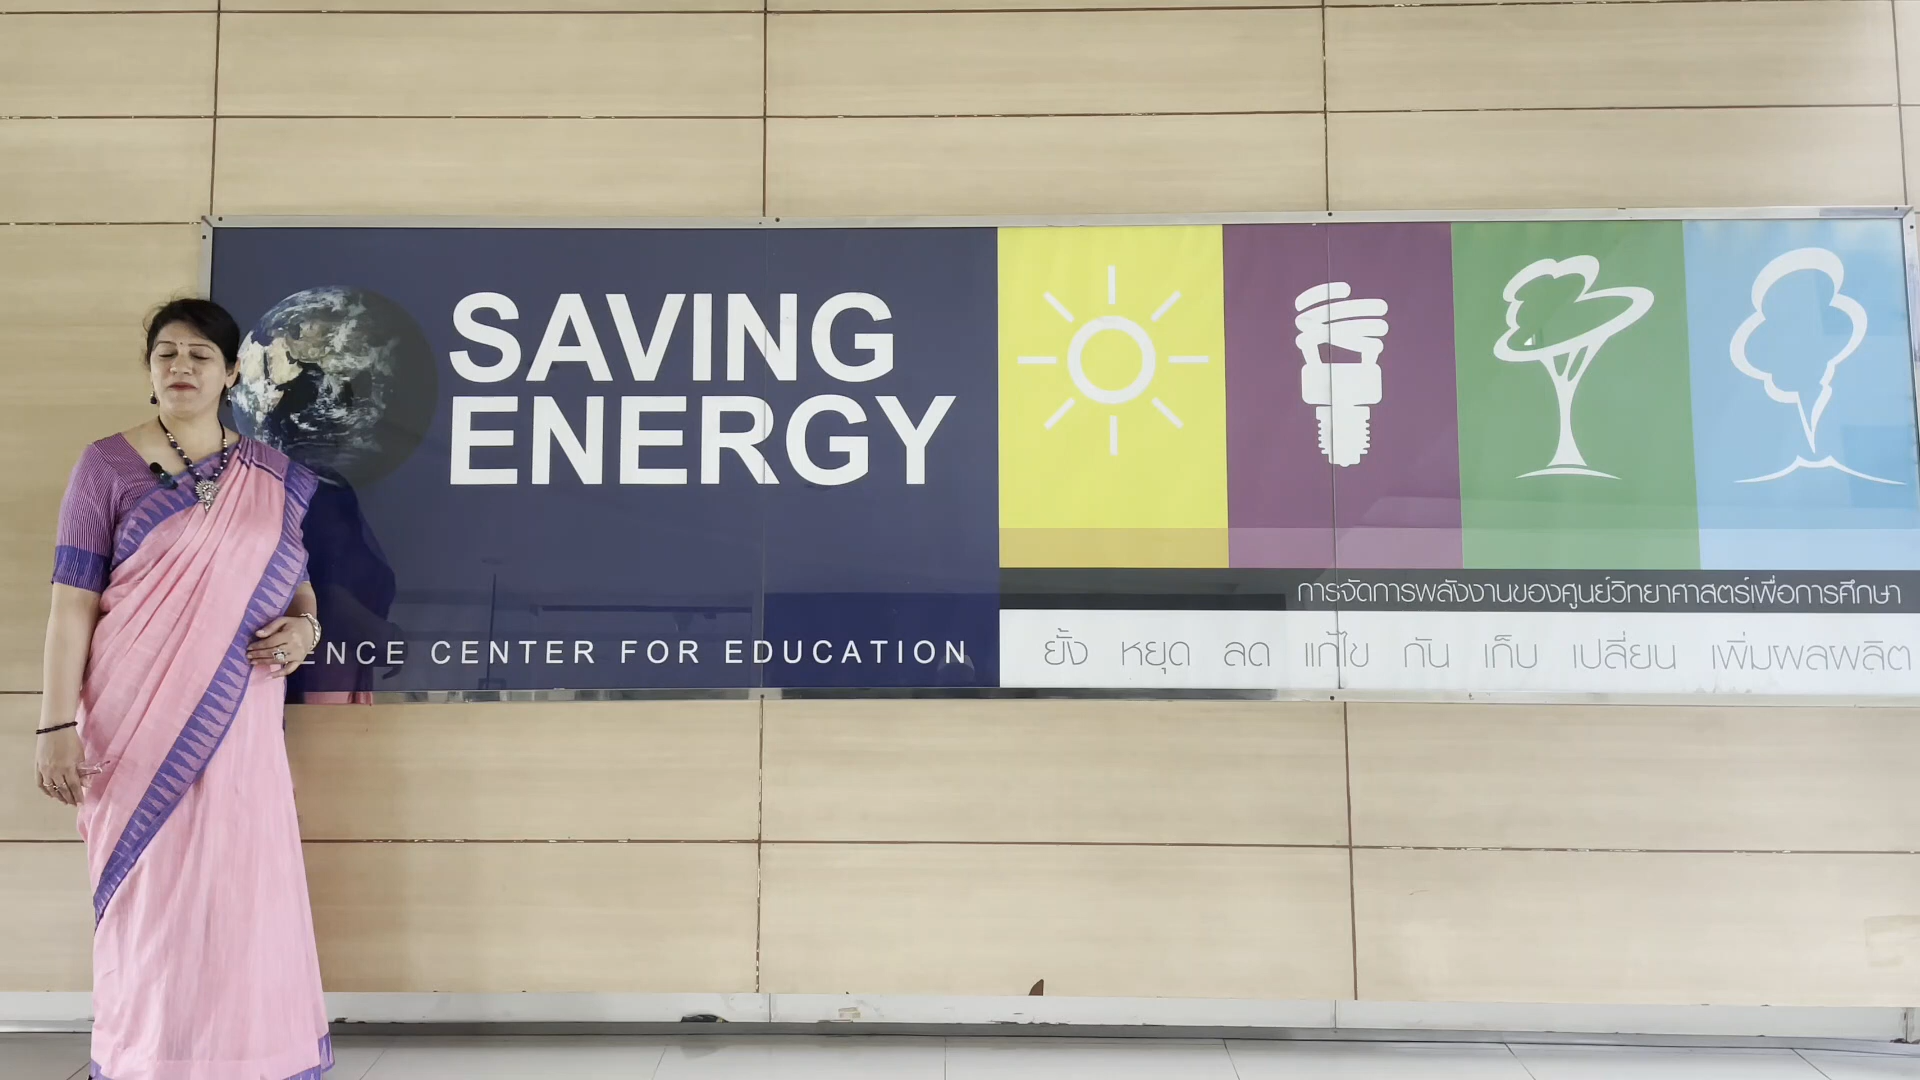 SAVING
ENERGY
ENCE CENTER FOR EDUCATION
การจัดการพลังงานของศูนย์วิทยาศาสตร์เพื่อการศึกษา
ยั้ง หยุด ลด แก้ไข กัน เก็บ เปลี่ยน เพิ่มผลผลิต